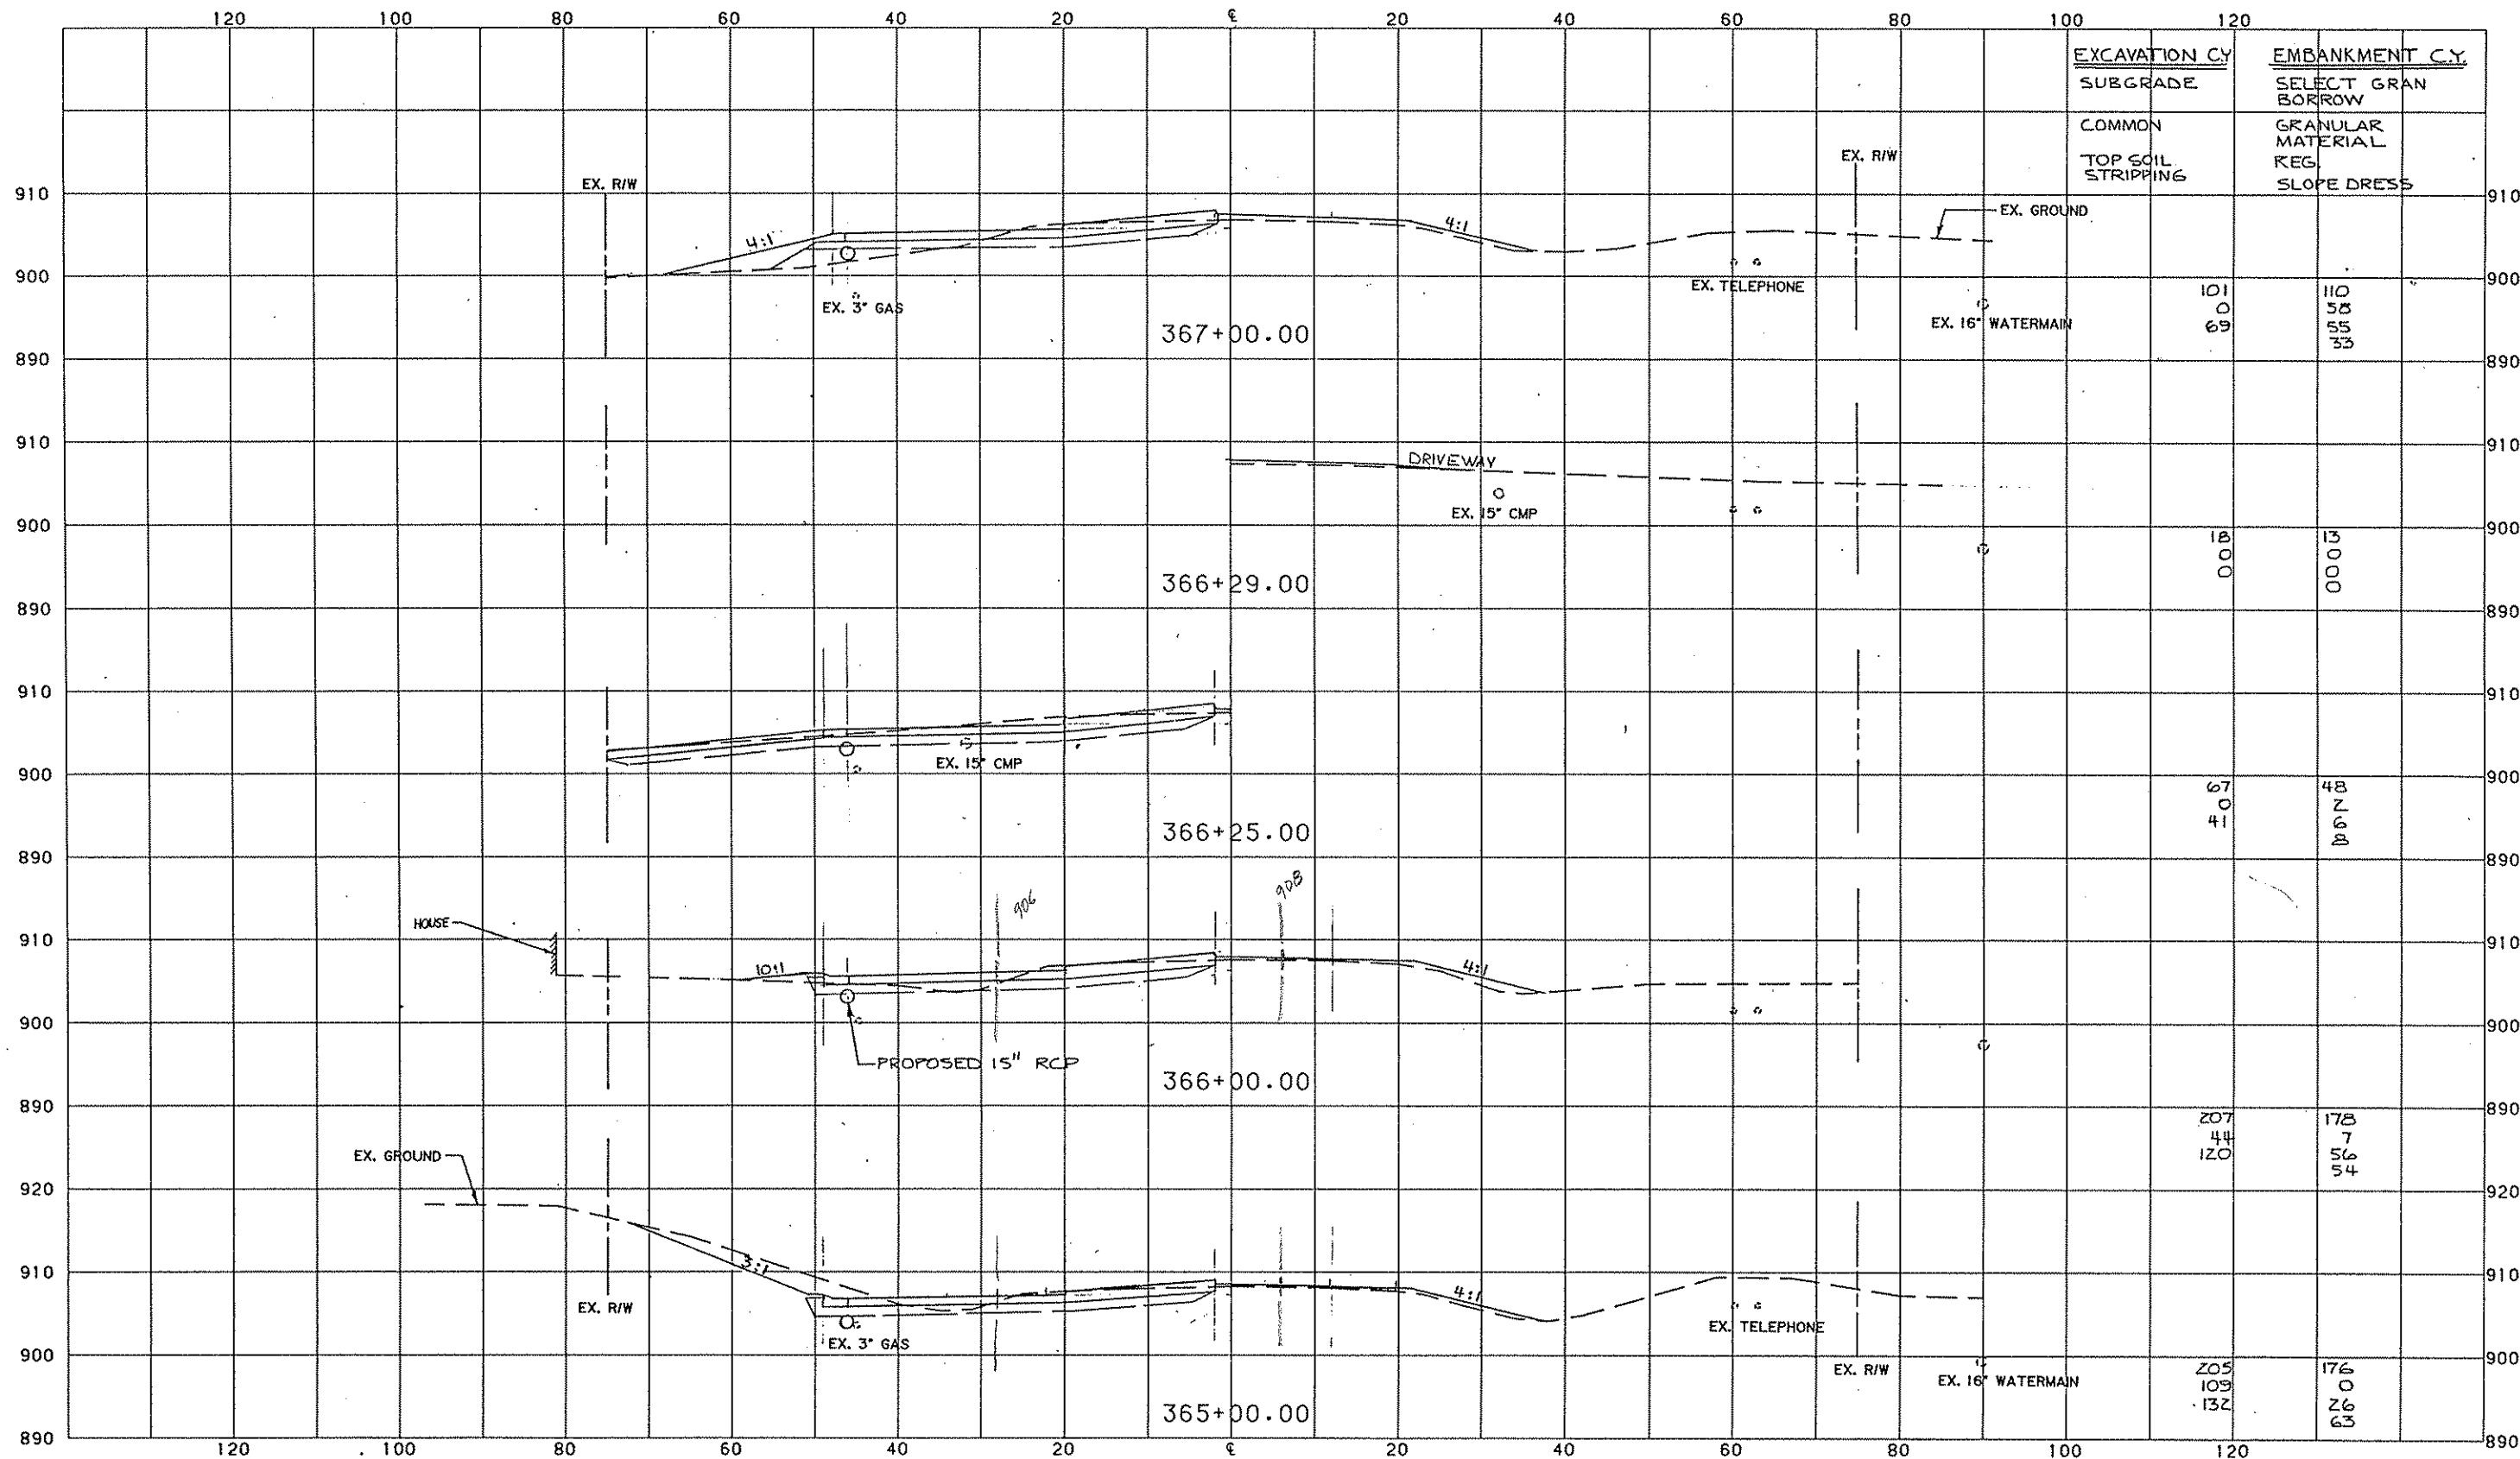 120 100 80 60 40 20 ℄ 20 40 60 80 100 120
EXCAVATION C.Y. EMBANKMENT C.Y.
SUBGRADE SELECT GRAN
BORROW
COMMON GRANULAR
MATERIAL
TOP SOIL REG.
STRIPPING SLOPE DRESS
EX. R/W EX. R/W
910 910
4:1 4:1 EX. GROUND
900 900
EX. 3" GAS EX. TELEPHONE EX. 16" WATERMAIN
101 110
0 58
69 55
33
367+00.00
890 890
910 910
DRIVEWAY
EX. 15" CMP
900 900
18 13
0 0
0 0
0
366+29.00
890 890
910 910
EX. 15" CMP
900 900
67 48
0 2
41 6
8
366+25.00
890 890
906 908
HOUSE
910 910
10:1 4:1
900 900
PROPOSED 15" RCP
366+00.00
890 890
207 178
44 7
120 56
54
EX. GROUND
920 920
3:1 4:1
910 910
EX. R/W EX. TELEPHONE
EX. 3" GAS
900 900
EX. R/W EX. 16" WATERMAIN
205 176
109 0
132 26
63
365+00.00
890 890
120 100 80 60 40 20 ℄ 20 40 60 80 100 120